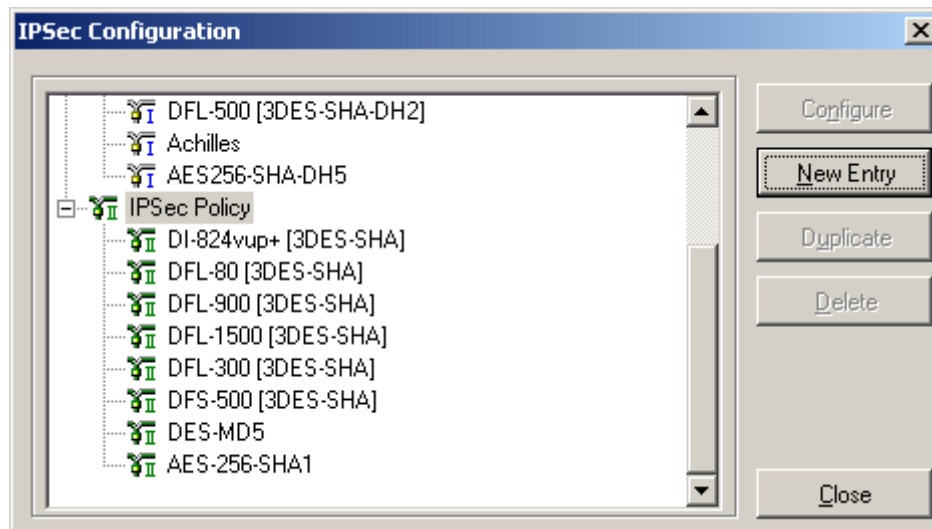 IPSec Configuration
DFL-500 [3DES-SHA-DH2]
Achilles
AES256-SHA-DH5
IPSec Policy
DI-824vup+ [3DES-SHA]
DFL-80 [3DES-SHA]
DFL-900 [3DES-SHA]
DFL-1500 [3DES-SHA]
DFL-300 [3DES-SHA]
DFS-500 [3DES-SHA]
DES-MD5
AES-256-SHA1
Configure
New Entry
Duplicate
Delete
Close